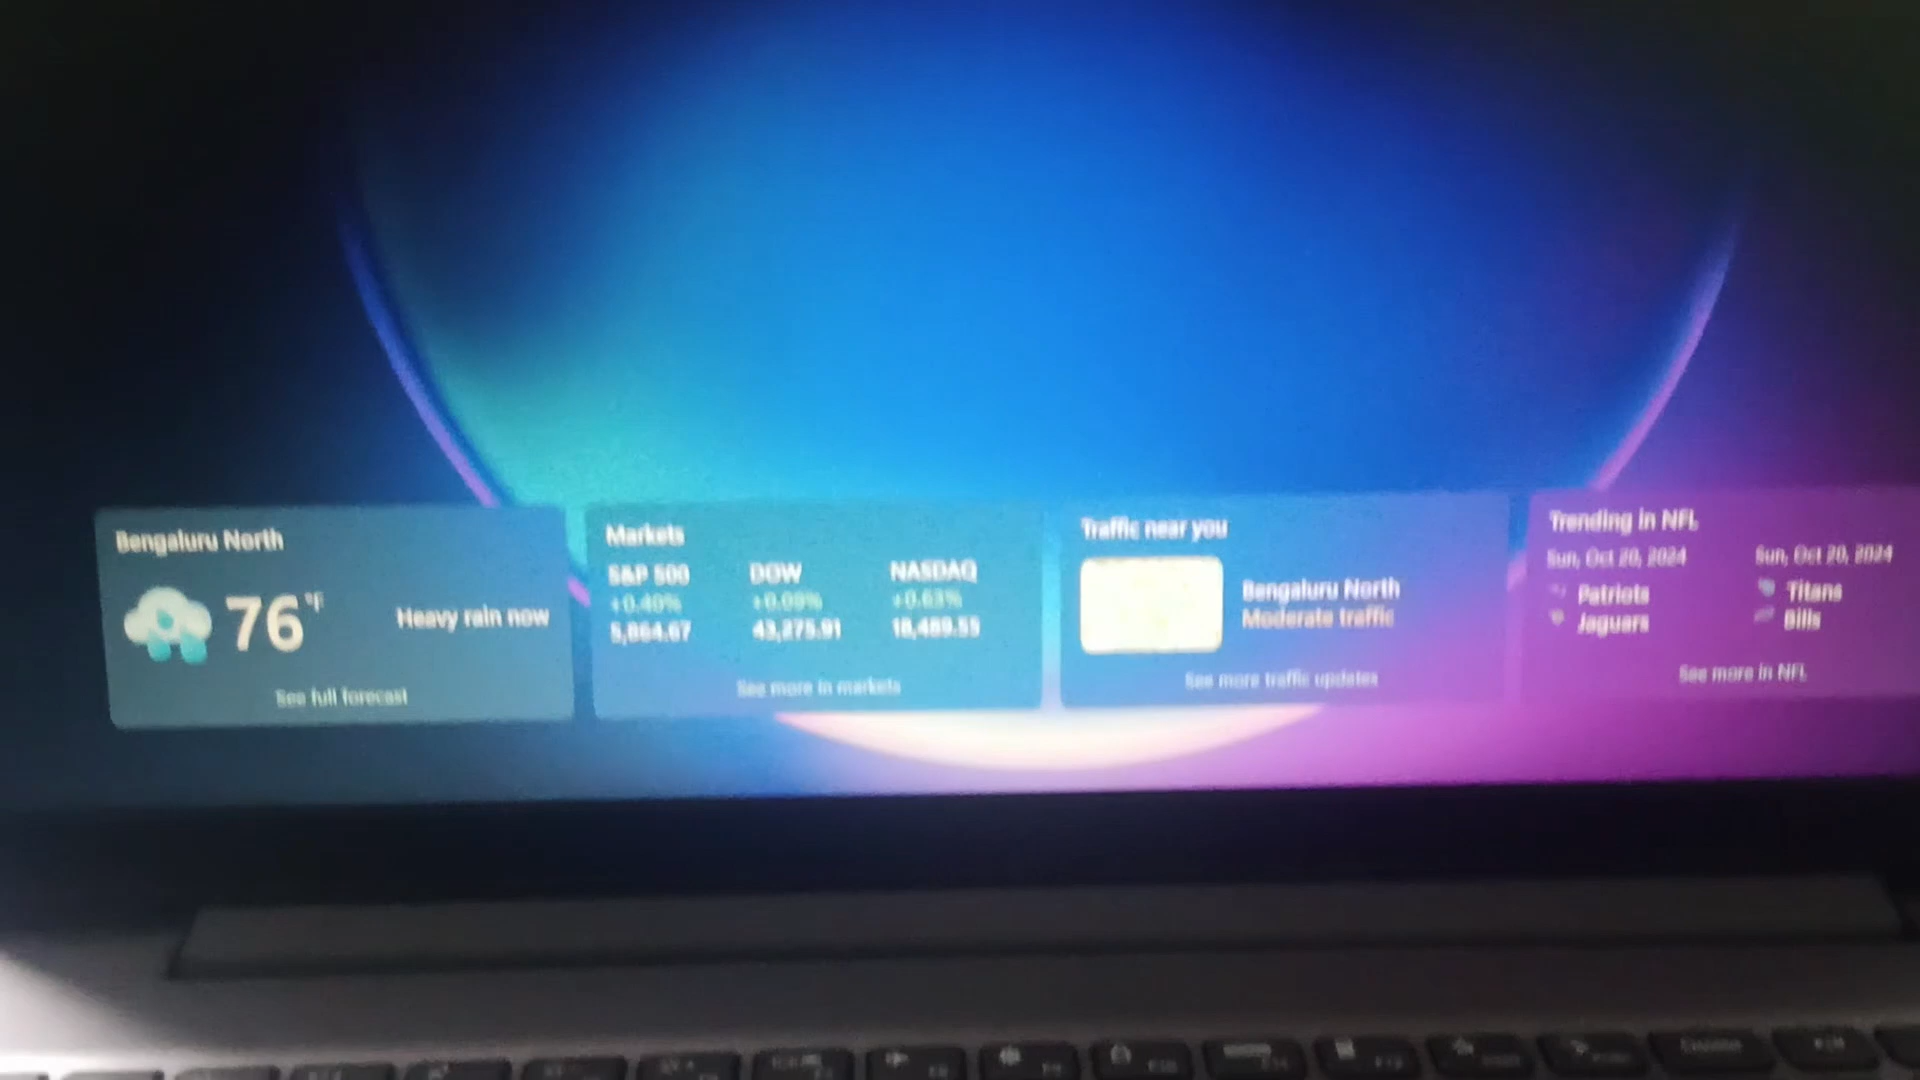 Bengaluru North
76°F
Heavy rain now
See full forecast
Markets
S&P 500 DOW NASDAQ
+0.40% +0.09% +0.63%
5,864.67 43,275.91 18,489.55
See more in markets
Traffic near you
Bengaluru North
Moderate traffic
See more traffic updates
Trending in NFL
Sun, Oct 20, 2024 Sun, Oct 20, 2024
Patriots Titans
Jaguars Bills
See more in NFL